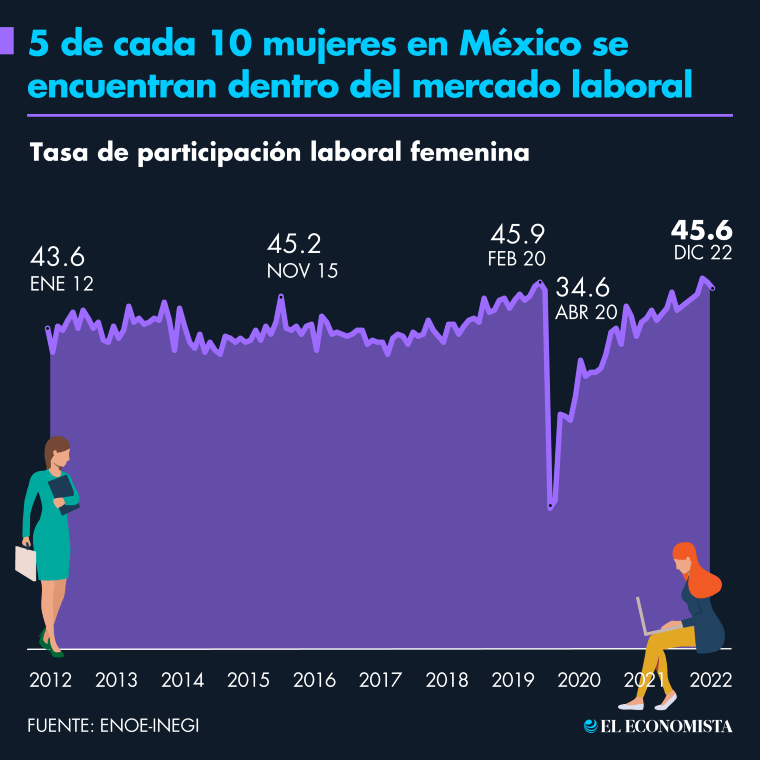 5 de cada 10 mujeres en México se
encuentran dentro del mercado laboral
Tasa de participación laboral femenina
43.6
ENE 12
45.2
NOV 15
45.9
FEB 20
34.6
ABR 20
45.6
DIC 22
2012 2013 2014 2015 2016 2017 2018 2019 2020 2021 2022
FUENTE: ENOE-INEGI
EL ECONOMISTA